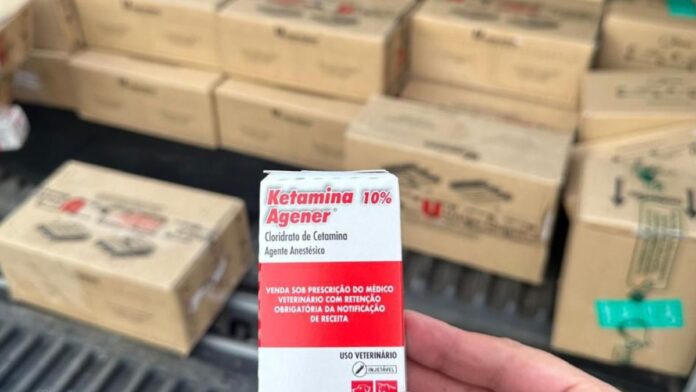 Ketamina 10%
Agener®
Cloridrato de Cetamina
Agente Anestésico
VENDA SOB PRESCRIÇÃO DO MÉDICO
VETERINÁRIO COM RETENÇÃO
OBRIGATÓRIA DA NOTIFICAÇÃO
DE RECEITA
USO VETERINÁRIO
INJETÁVEL